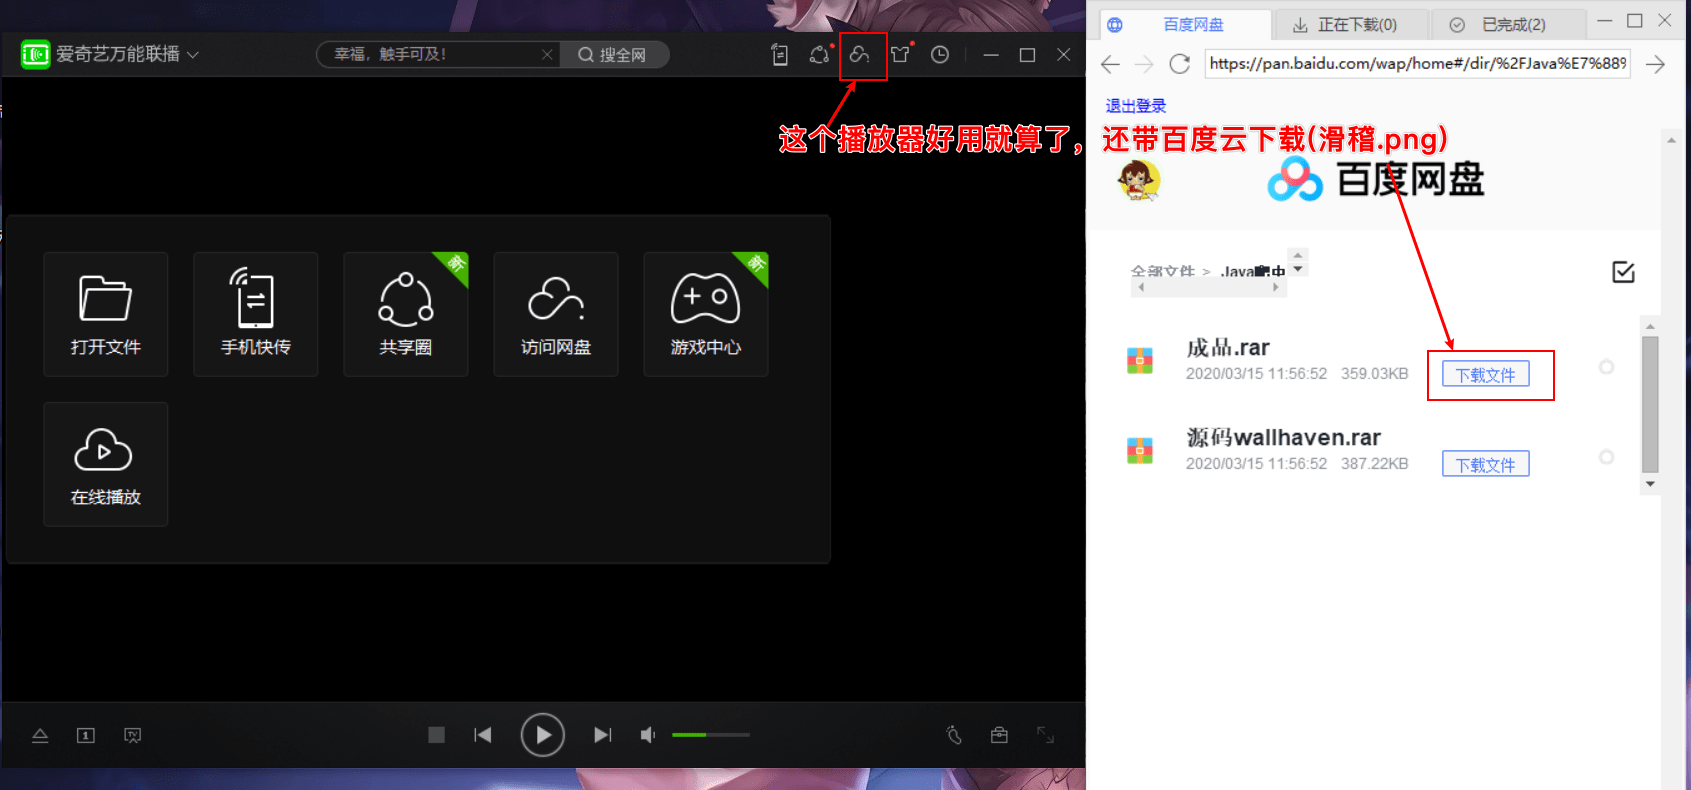 爱奇艺万能联播
幸福，触手可及！
搜全网
这个播放器好用就算了，还带百度云下载(滑稽.png)
打开文件
手机快传
新
共享圈
访问网盘
新
游戏中心
在线播放
1
TV
百度网盘
正在下载(0)
已完成(2)
https://pan.baidu.com/wap/home#/dir/%2FJava%E7%889
退出登录
百度网盘
全部文件 >
成品.rar
2020/03/15 11:56:52 359.03KB
下载文件
源码wallhaven.rar
2020/03/15 11:56:52 387.22KB
下载文件